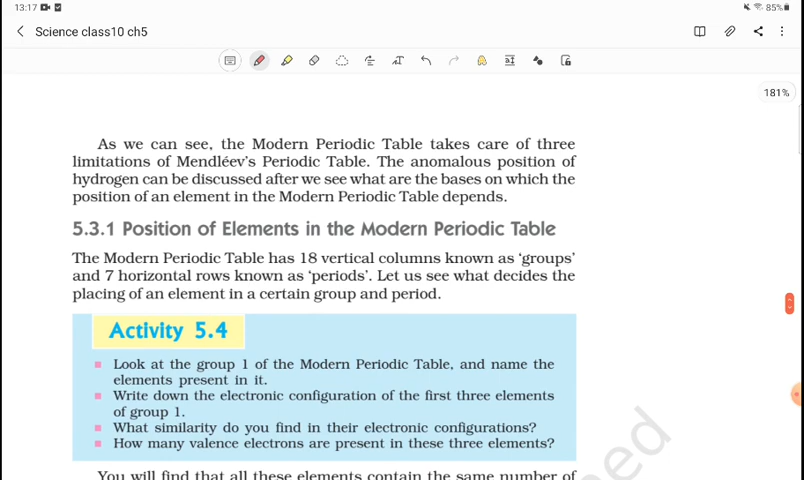 13:17
85%
Science class10 ch5
181%
As we can see, the Modern Periodic Table takes care of three
limitations of Mendléev's Periodic Table. The anomalous position of
hydrogen can be discussed after we see what are the bases on which the
position of an element in the Modern Periodic Table depends.
5.3.1 Position of Elements in the Modern Periodic Table
The Modern Periodic Table has 18 vertical columns known as 'groups'
and 7 horizontal rows known as 'periods'. Let us see what decides the
placing of an element in a certain group and period.
Activity 5.4
Look at the group 1 of the Modern Periodic Table, and name the
elements present in it.
Write down the electronic configuration of the first three elements
of group 1.
What similarity do you find in their electronic configurations?
How many valence electrons are present in these three elements?
You will find that all these elements contain the same number of